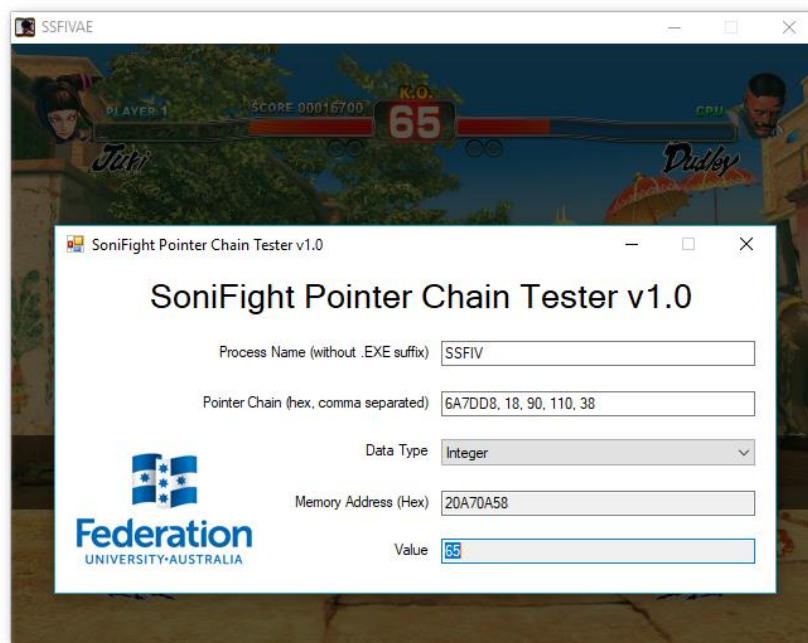 SSFIVAE
K.O.
PLAYER 1 SCORE 00016700 65 CPU
Juri Dudley
SoniFight Pointer Chain Tester v1.0
SoniFight Pointer Chain Tester v1.0
Process Name (without .EXE suffix) SSFIV
Pointer Chain (hex, comma separated) 6A7DD8, 18, 90, 110, 38
Data Type Integer
Memory Address (Hex) 20A70A58
Value 65
Federation
UNIVERSITY•AUSTRALIA